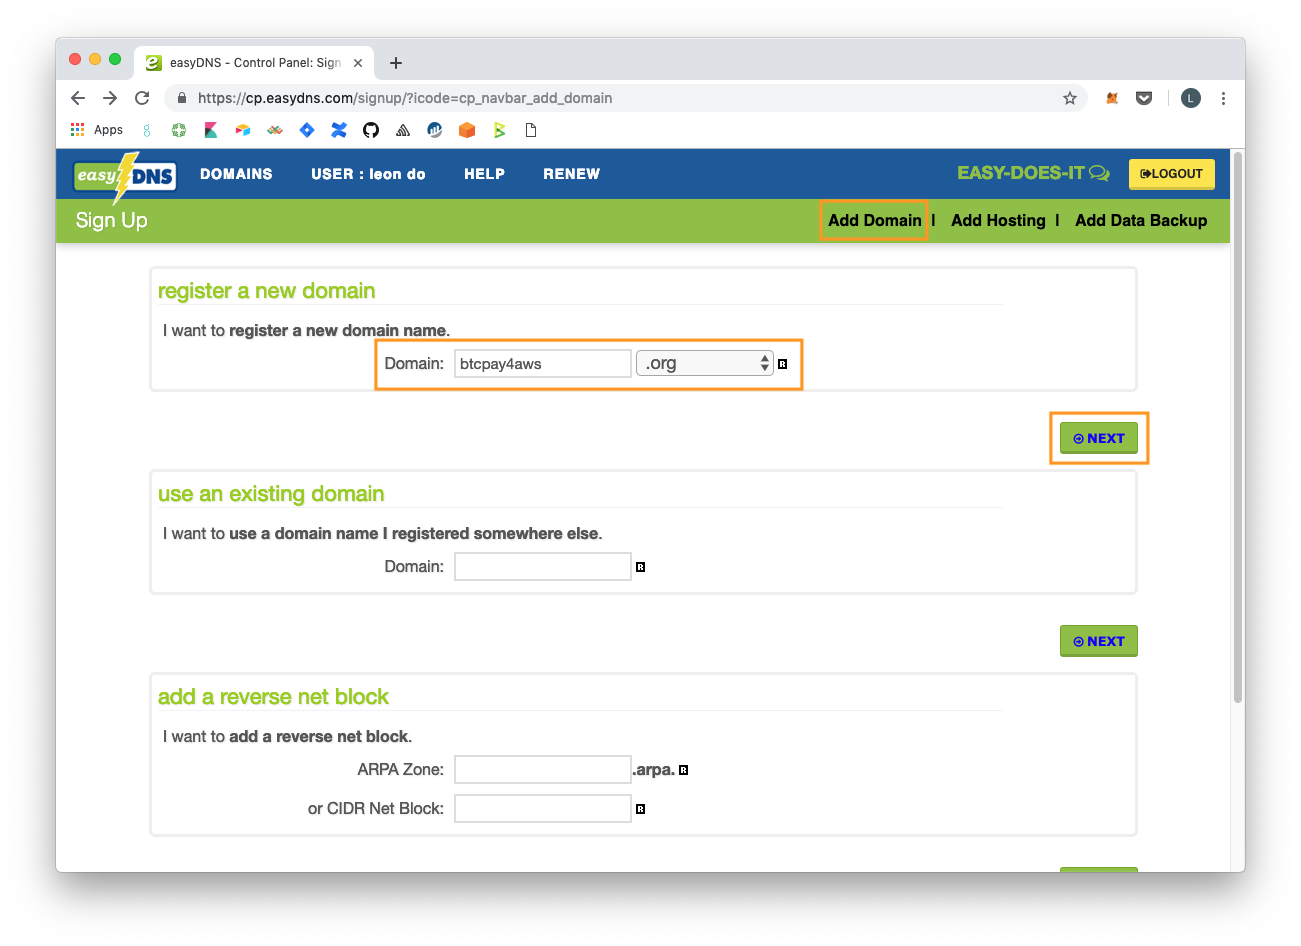 easyDNS - Control Panel: Sign
https://cp.easydns.com/signup/?icode=cp_navbar_add_domain
L
Apps
easyDNS DOMAINS USER : leon do HELP RENEW EASY-DOES-IT LOGOUT
Sign Up Add Domain | Add Hosting | Add Data Backup
register a new domain
I want to register a new domain name.
Domain: btcpay4aws .org R
NEXT
use an existing domain
I want to use a domain name I registered somewhere else.
Domain: R
NEXT
add a reverse net block
I want to add a reverse net block.
ARPA Zone: .arpa. R
or CIDR Net Block: R